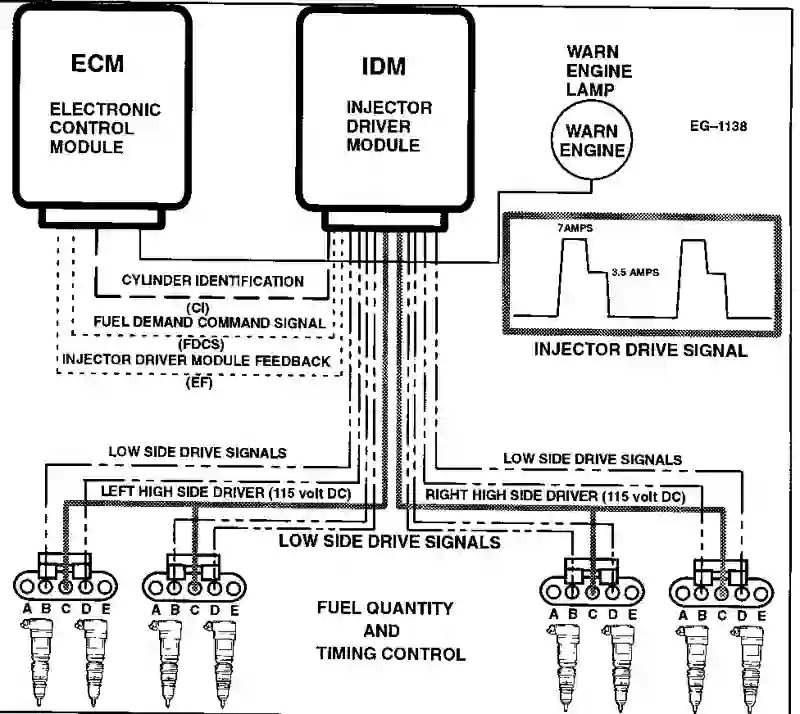 ECM
ELECTRONIC
CONTROL
MODULE
IDM
INJECTOR
DRIVER
MODULE
WARN
ENGINE
LAMP
WARN
ENGINE
EG–1138
7AMPS
3.5 AMPS
INJECTOR DRIVE SIGNAL
CYLINDER IDENTIFICATION
(CI)
FUEL DEMAND COMMAND SIGNAL
(FDCS)
INJECTOR DRIVER MODULE FEEDBACK
(EF)
LOW SIDE DRIVE SIGNALS
LOW SIDE DRIVE SIGNALS
LEFT HIGH SIDE DRIVER (115 volt DC)
RIGHT HIGH SIDE DRIVER (115 volt DC)
LOW SIDE DRIVE SIGNALS
A B C D E
A B C D E
A B C D E
A B C D E
FUEL QUANTITY
AND
TIMING CONTROL